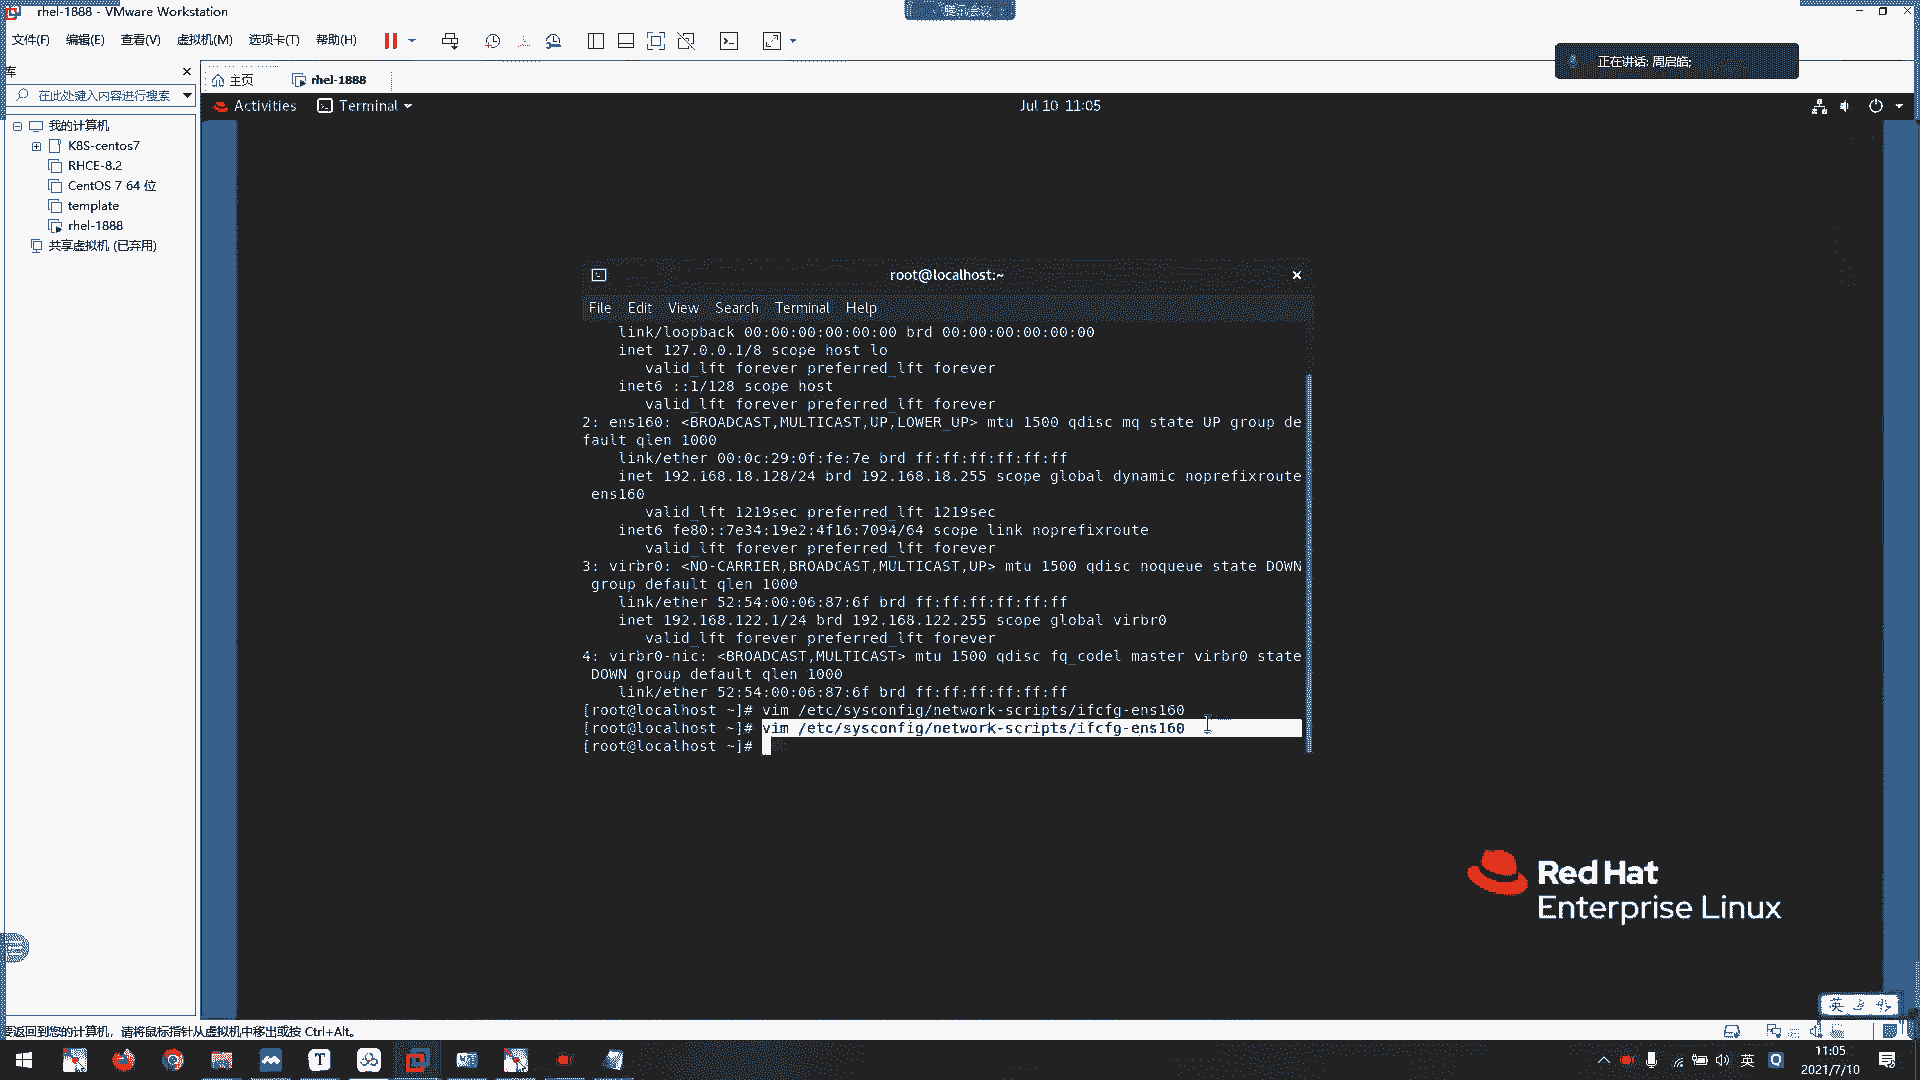 rhel-1888 - VMware Workstation
腾讯会议
文件(F) 编辑(E) 查看(V) 虚拟机(M) 选项卡(T) 帮助(H)
正在讲话: 周启皓;
库
主页 rhel-1888
在此处键入内容进行搜索
Activities Terminal Jul 10 11:05
我的计算机
K8S-centos7
RHCE-8.2
CentOS 7 64 位
template
rhel-1888
共享虚拟机 (已弃用)
root@localhost:~
File Edit View Search Terminal Help
link/loopback 00:00:00:00:00:00 brd 00:00:00:00:00:00
inet 127.0.0.1/8 scope host lo
valid_lft forever preferred_lft forever
inet6 ::1/128 scope host
valid_lft forever preferred_lft forever
2: ens160: <BROADCAST,MULTICAST,UP,LOWER_UP> mtu 1500 qdisc mq state UP group de
fault qlen 1000
link/ether 00:0c:29:0f:fe:7e brd ff:ff:ff:ff:ff:ff
inet 192.168.18.128/24 brd 192.168.18.255 scope global dynamic noprefixroute
ens160
valid_lft 1219sec preferred_lft 1219sec
inet6 fe80::7e34:19e2:4f16:7094/64 scope link noprefixroute
valid_lft forever preferred_lft forever
3: virbr0: <NO-CARRIER,BROADCAST,MULTICAST,UP> mtu 1500 qdisc noqueue state DOWN
group default qlen 1000
link/ether 52:54:00:06:87:6f brd ff:ff:ff:ff:ff:ff
inet 192.168.122.1/24 brd 192.168.122.255 scope global virbr0
valid_lft forever preferred_lft forever
4: virbr0-nic: <BROADCAST,MULTICAST> mtu 1500 qdisc fq_codel master virbr0 state
DOWN group default qlen 1000
link/ether 52:54:00:06:87:6f brd ff:ff:ff:ff:ff:ff
[root@localhost ~]# vim /etc/sysconfig/network-scripts/ifcfg-ens160
[root@localhost ~]# vim /etc/sysconfig/network-scripts/ifcfg-ens160
[root@localhost ~]#
Red Hat
Enterprise Linux
英
要返回到您的计算机，请将鼠标指针从虚拟机中移出或按 Ctrl+Alt。
英
11:05
2021/7/10